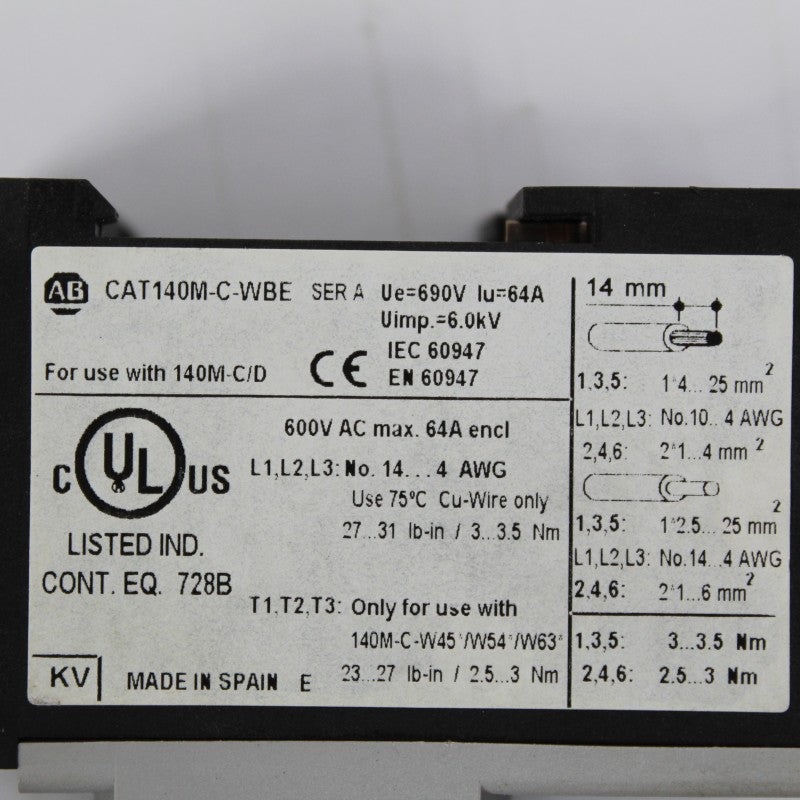 AB CAT140M-C-WBE SER A Ue=690V Iu=64A
Uimp.=6.0kV
IEC 60947
For use with 140M-C/D CE EN 60947
600V AC max. 64A encl
C UL US L1,L2,L3: No. 14...4 AWG
Use 75°C Cu-Wire only
27...31 lb-in / 3...3.5 Nm
LISTED IND.
CONT. EQ. 728B
T1,T2,T3: Only for use with
140M-C-W45*/W54*/W63*
23...27 lb-in / 2.5...3 Nm
KV MADE IN SPAIN E
14 mm
1,3,5: 1*4...25 mm²
L1,L2,L3: No.10..4 AWG
2,4,6: 2*1...4 mm²
1,3,5: 1*2.5...25 mm²
L1,L2,L3: No.14..4 AWG
2,4,6: 2*1...6 mm²
1,3,5: 3...3.5 Nm
2,4,6: 2.5...3 Nm